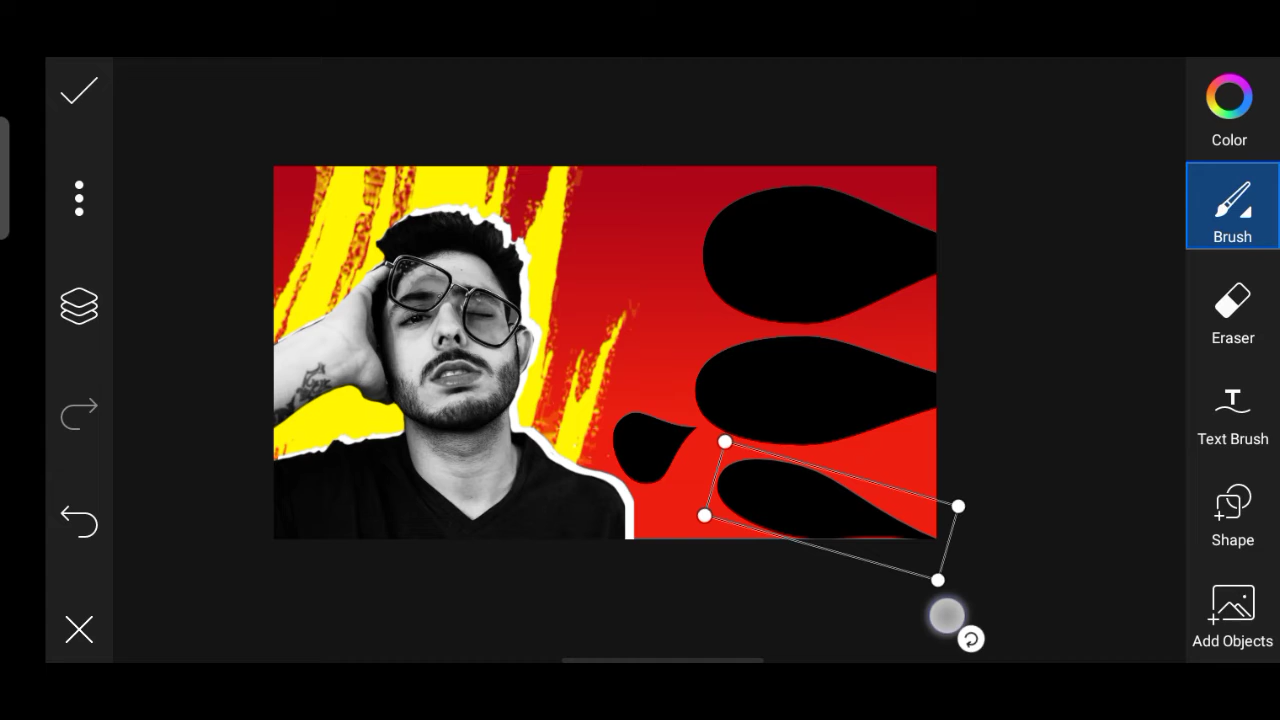 Color
Brush
Eraser
T
Text Brush
Shape
Add Objects